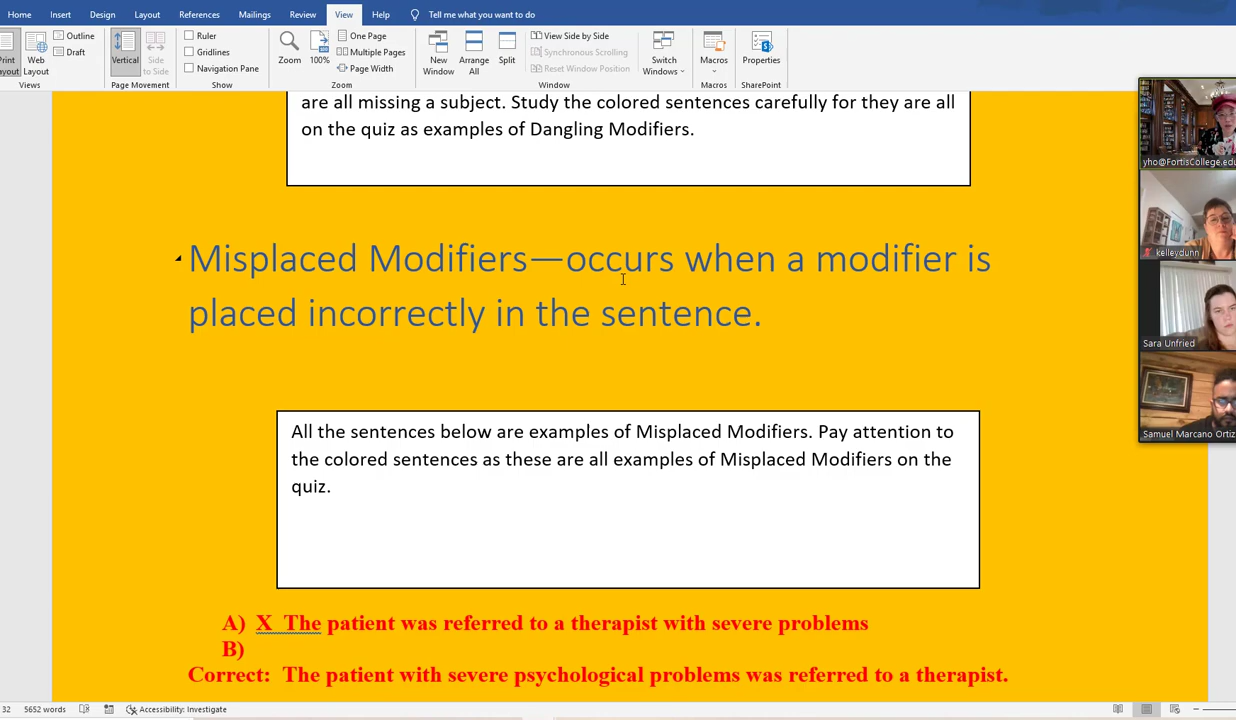 Home Insert Design Layout References Mailings Review View Help Tell me what you want to do
Outline Ruler One Page View Side by Side
Draft Gridlines Multiple Pages Synchronous Scrolling
Print Layout Web Layout Vertical Side to Side Navigation Pane Zoom 100% Page Width New Window Arrange All Split Reset Window Position Switch Windows Macros Properties
Views Page Movement Show Zoom Window Macros SharePoint
are all missing a subject. Study the colored sentences carefully for they are all
on the quiz as examples of Dangling Modifiers.
yho@FortisCollege.edu
Misplaced Modifiers—occurs when a modifier is
placed incorrectly in the sentence.
kelleydunn
Sara Unfried
Samuel Marcano Ortiz
All the sentences below are examples of Misplaced Modifiers. Pay attention to
the colored sentences as these are all examples of Misplaced Modifiers on the
quiz.
A) X The patient was referred to a therapist with severe problems
B)
Correct: The patient with severe psychological problems was referred to a therapist.
32 5652 words Accessibility: Investigate